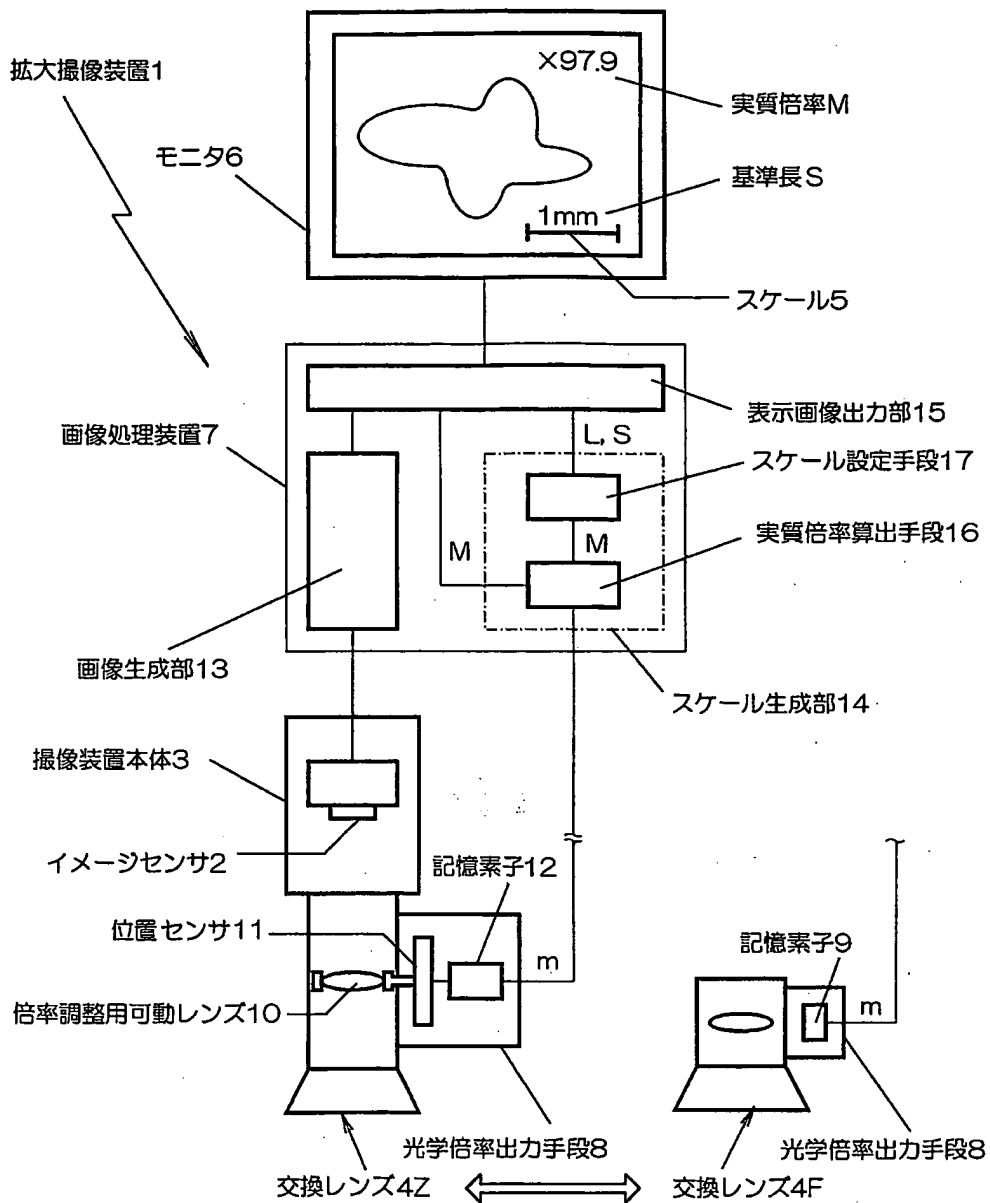 ×97.9
拡大撮像装置1
実質倍率M
モニタ6
基準長S
1mm
スケール5
表示画像出力部15
画像処理装置7
L, S
スケール設定手段17
実質倍率算出手段16
M
M
画像生成部13
スケール生成部14
撮像装置本体3
イメージセンサ2
記憶素子12
位置センサ11
記憶素子9
m
m
倍率調整用可動レンズ10
光学倍率出力手段8
光学倍率出力手段8
交換レンズ4Z
交換レンズ4F